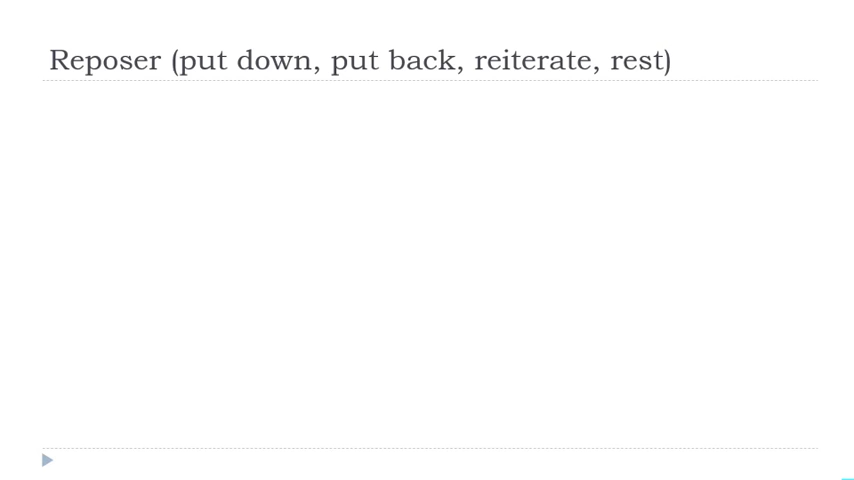 Reposer (put down, put back, reiterate, rest)